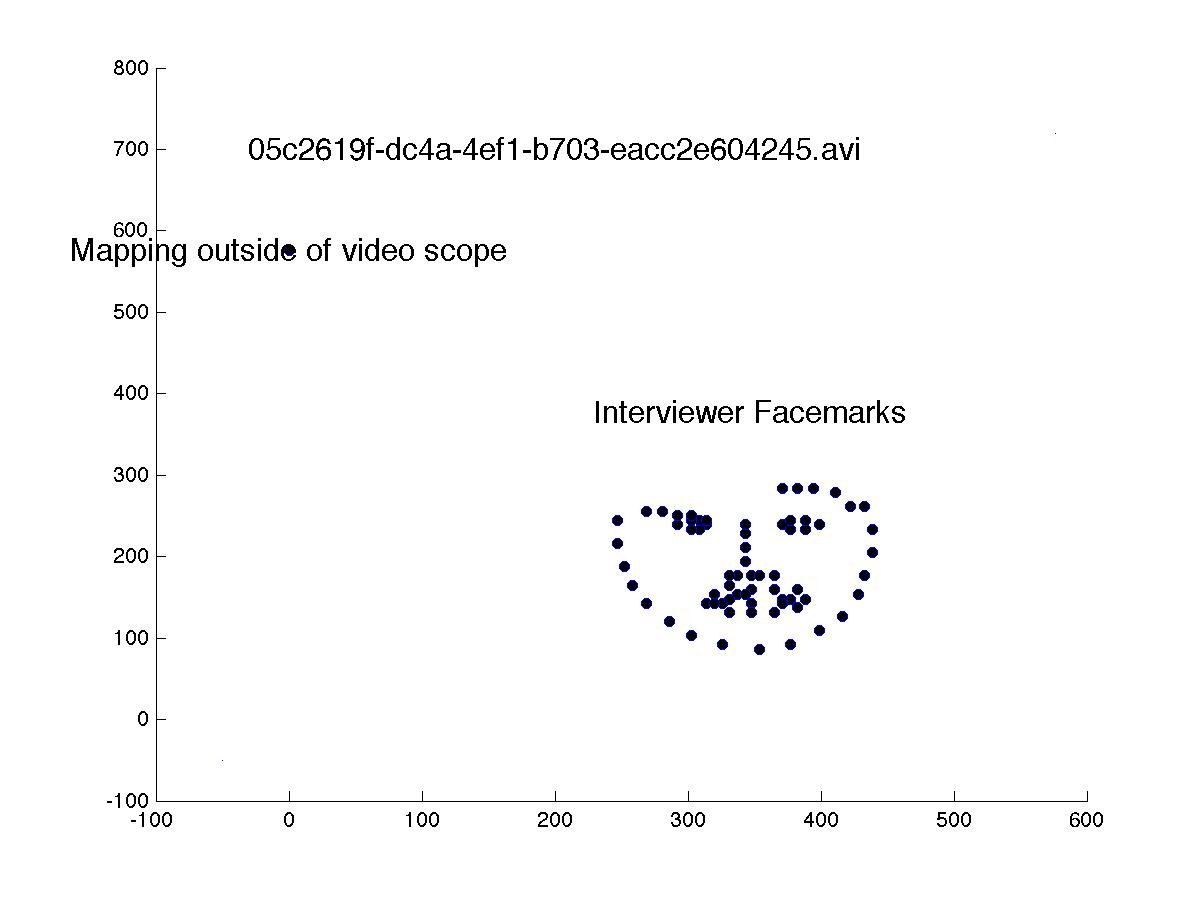 800
700
05c2619f-dc4a-4ef1-b703-eacc2e604245.avi
600
Mapping outside of video scope
500
400
Interviewer Facemarks
300
200
100
0
-100
-100 0 100 200 300 400 500 600